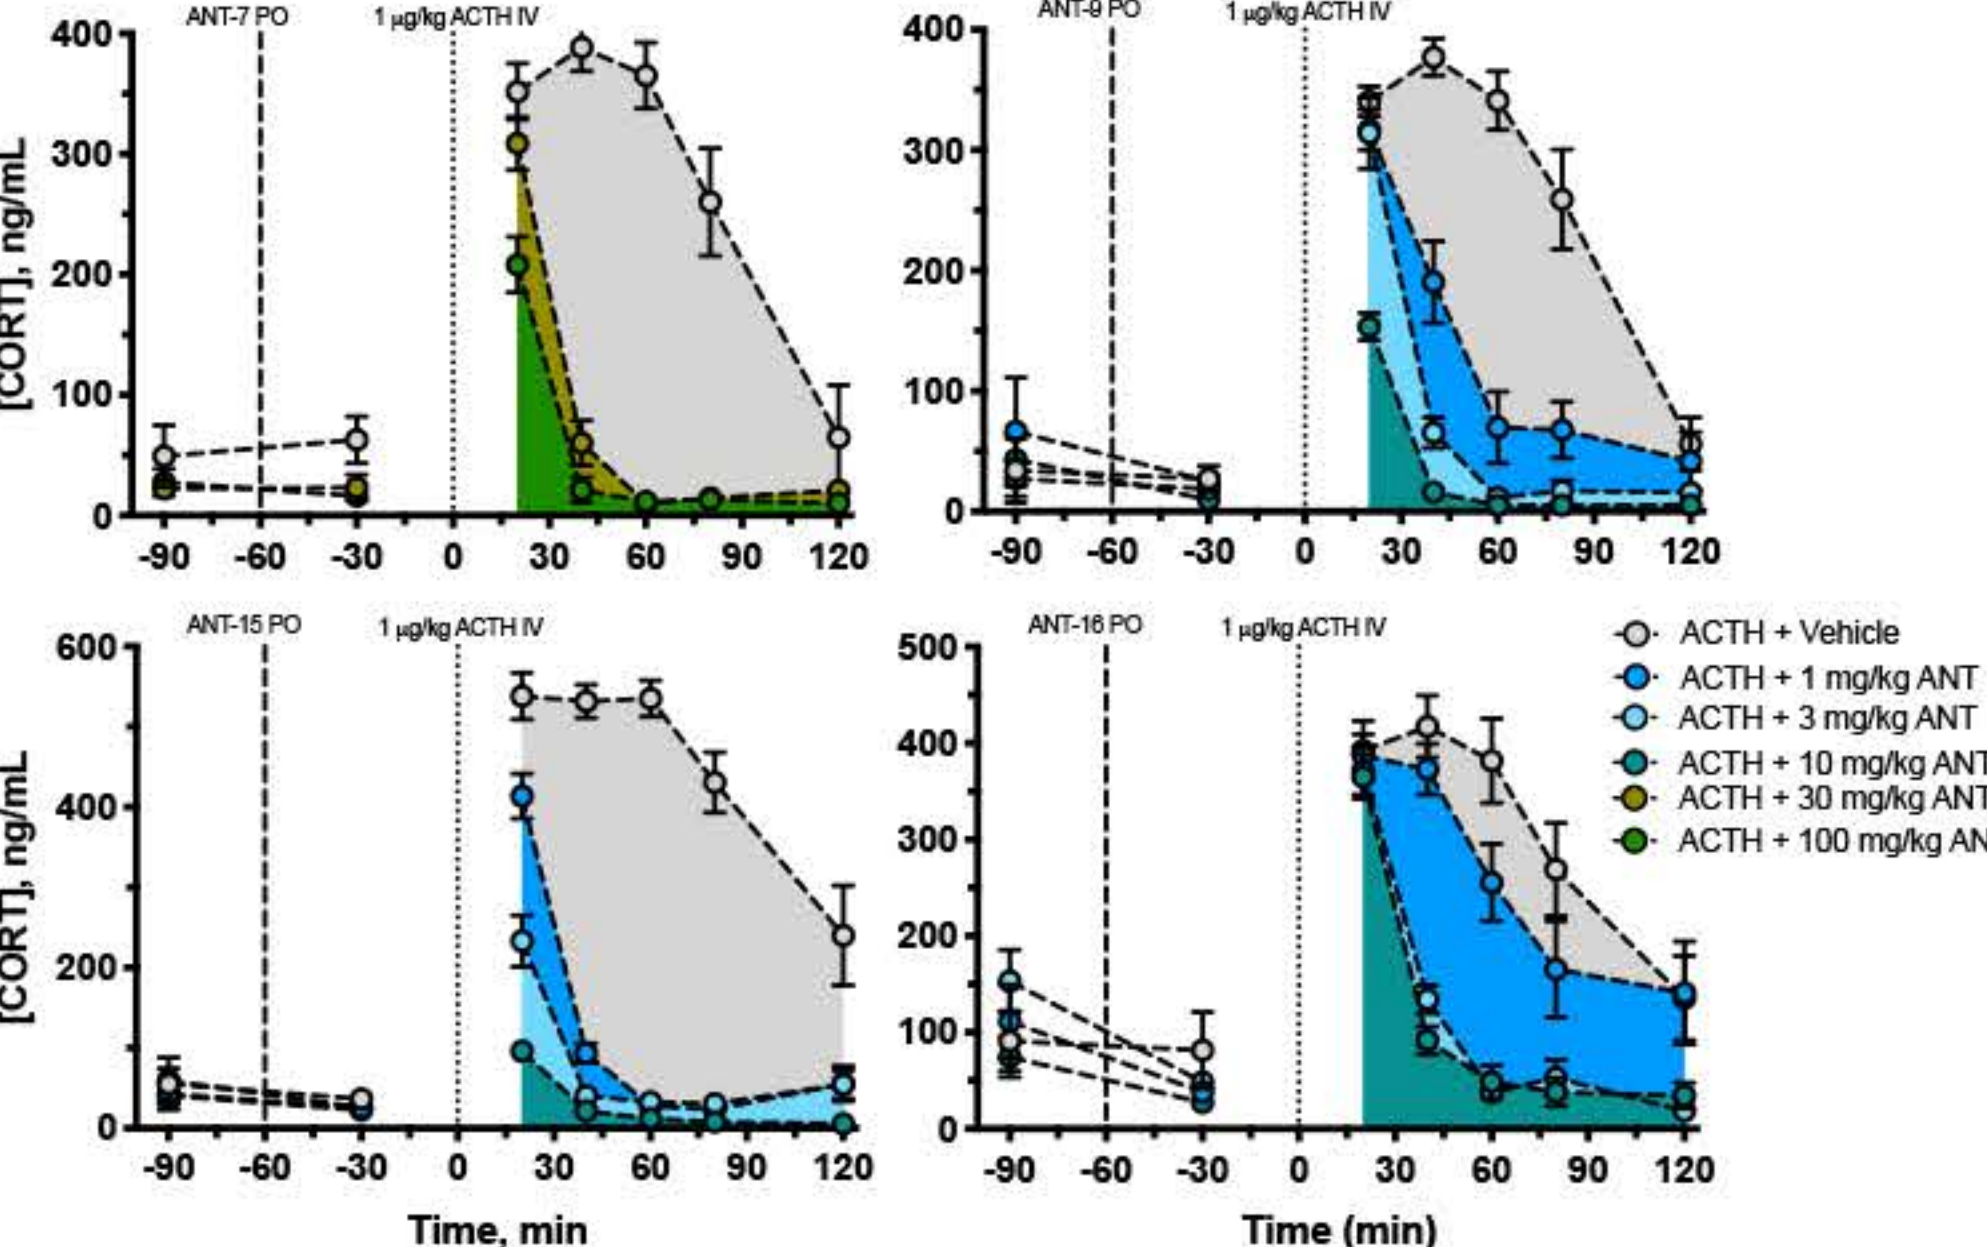 ANT-7 PO 1 µg/kg ACTH IV
400
300
200
100
0
[CORT], ng/mL
-90 -60 -30 0 30 60 90 120
ANT-9 PO 1 µg/kg ACTH IV
400
300
200
100
0
-90 -60 -30 0 30 60 90 120
ANT-15 PO 1 µg/kg ACTH IV
600
400
200
0
[CORT], ng/mL
-90 -60 -30 0 30 60 90 120
Time, min
ANT-16 PO 1 µg/kg ACTH IV
500
400
300
200
100
0
-90 -60 -30 0 30 60 90 120
Time (min)
ACTH + Vehicle
ACTH + 1 mg/kg ANT
ACTH + 3 mg/kg ANT
ACTH + 10 mg/kg ANT
ACTH + 30 mg/kg ANT
ACTH + 100 mg/kg AN